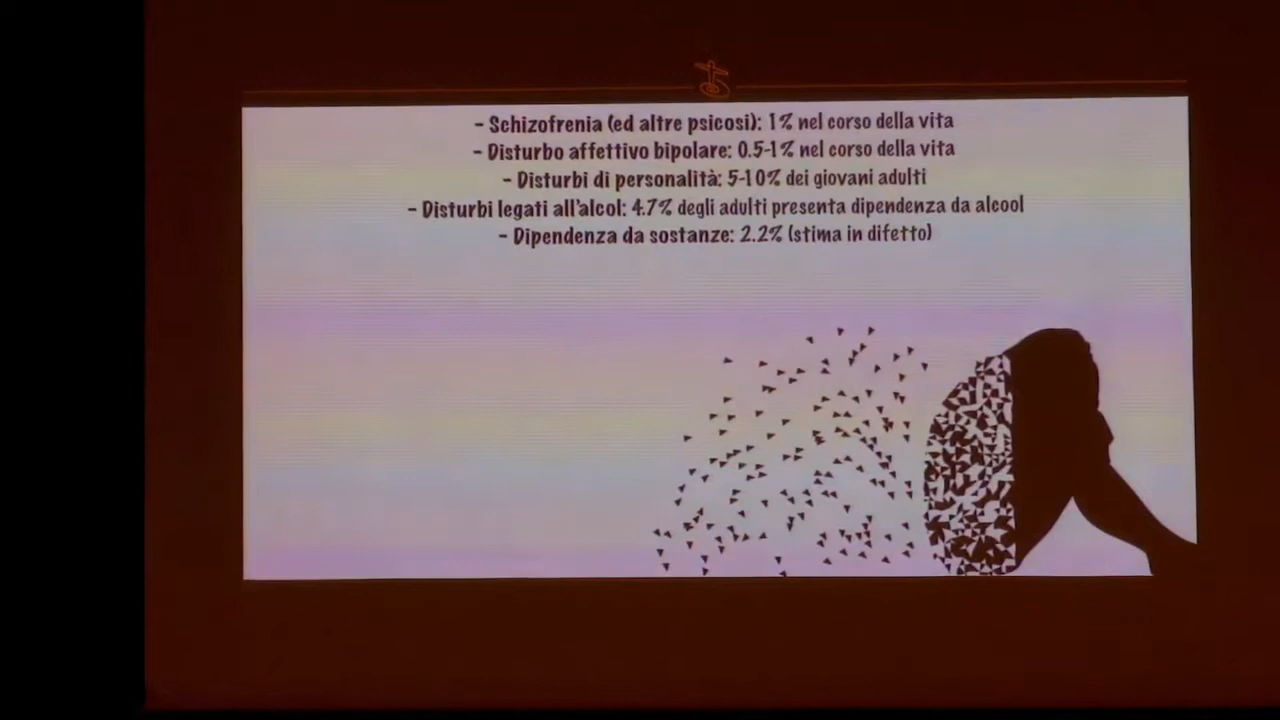 - Schizofrenia (ed altre psicosi): 1% nel corso della vita
- Disturbo affettivo bipolare: 0.5-1% nel corso della vita
- Disturbi di personalità: 5-10% dei giovani adulti
- Disturbi legati all'alcol: 4.7% degli adulti presenta dipendenza da alcool
- Dipendenza da sostanze: 2.2% (stima in difetto)